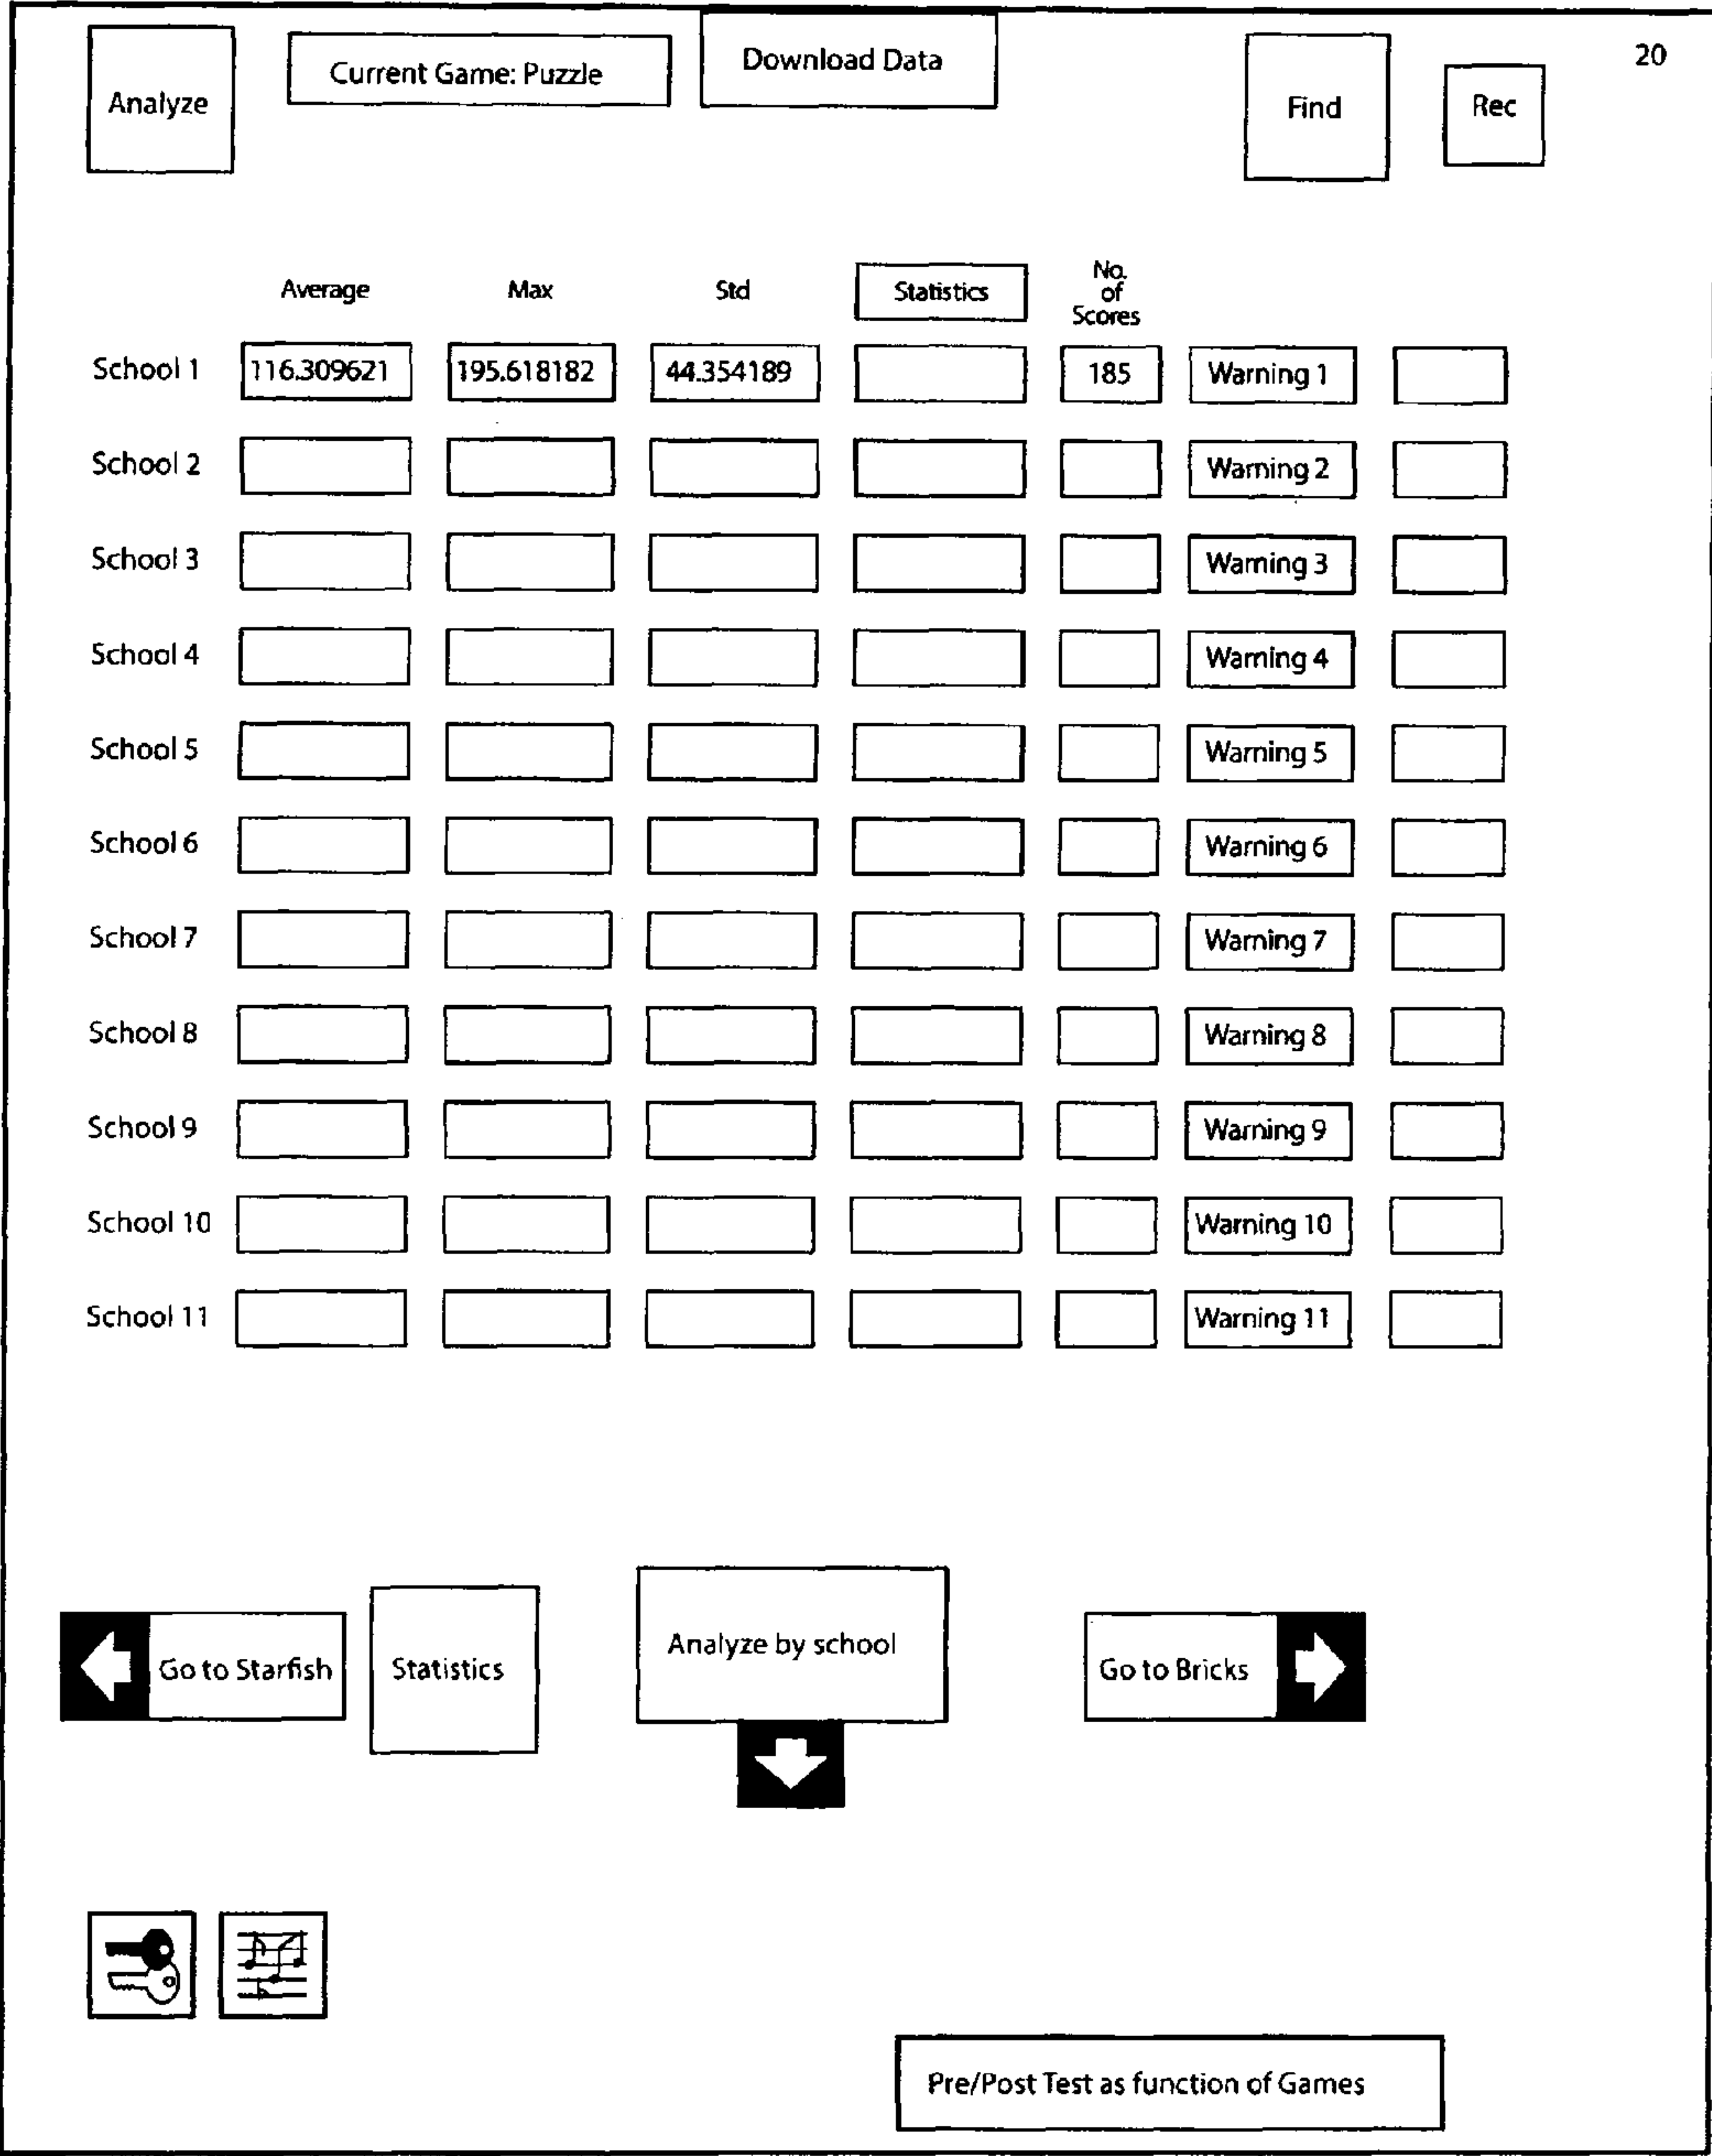 20
Analyze
Current Game: Puzzle
Download Data
Find
Rec
Average Max Std Statistics No.
of
Scores
School 1 116.309621 195.618182 44.354189 185 Warning 1
School 2 Warning 2
School 3 Warning 3
School 4 Warning 4
School 5 Warning 5
School 6 Warning 6
School 7 Warning 7
School 8 Warning 8
School 9 Warning 9
School 10 Warning 10
School 11 Warning 11
Go to Starfish
Statistics
Analyze by school
Go to Bricks
Pre/Post Test as function of Games